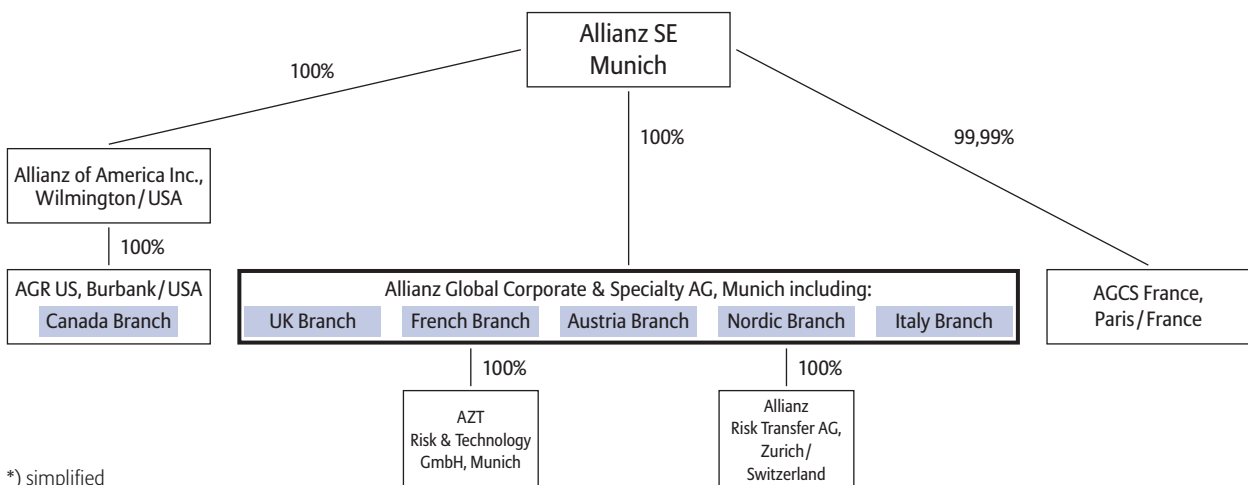 Allianz SE
Munich
100%
100%
99,99%
Allianz of America Inc.,
Wilmington/USA
100%
AGR US, Burbank/USA
Canada Branch
Allianz Global Corporate & Specialty AG, Munich including:
UK Branch
French Branch
Austria Branch
Nordic Branch
Italy Branch
AGCS France,
Paris/France
100%
100%
AZT
Risk & Technology
GmbH, Munich
Allianz
Risk Transfer AG,
Zurich/
Switzerland
*) simplified